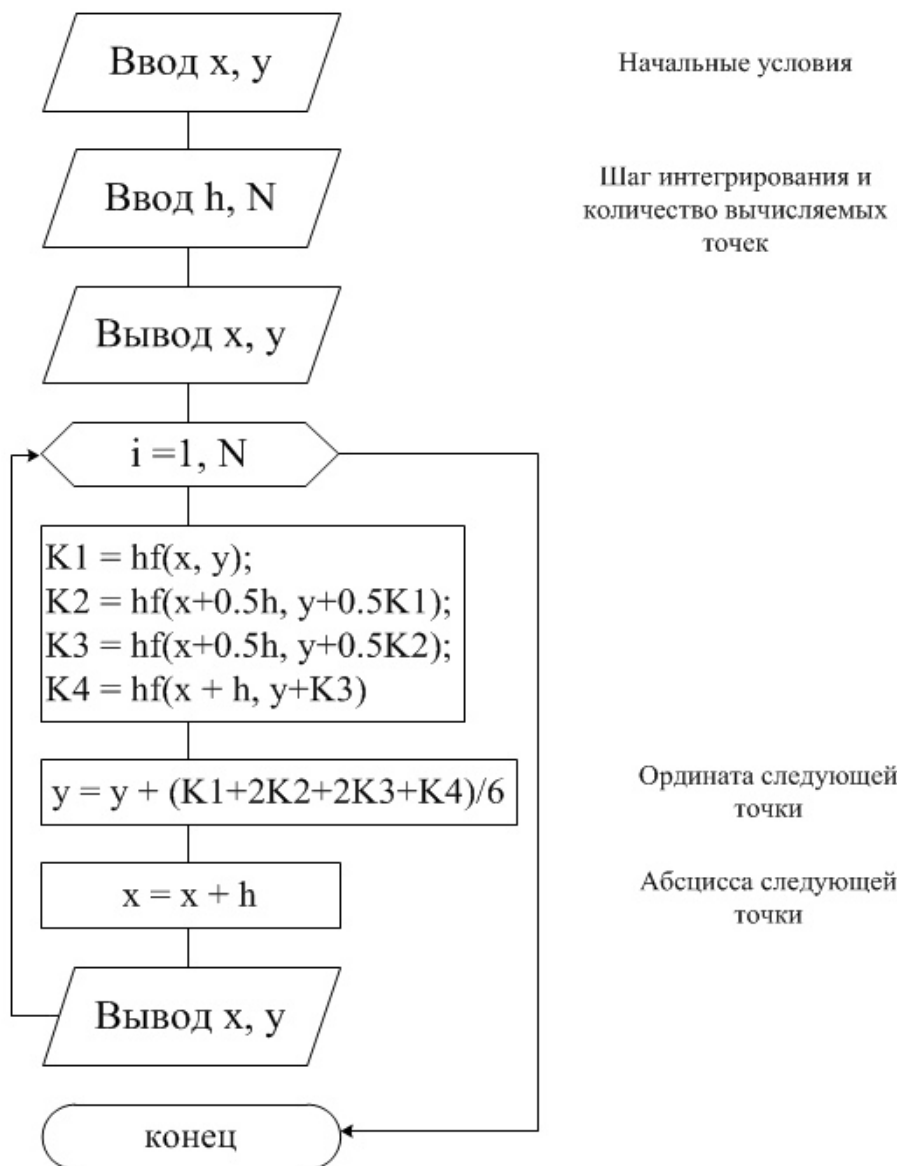 Ввод x, y
Начальные условия
Ввод h, N
Шаг интегрирования и
количество вычисляемых
точек
Вывод x, y
i =1, N
K1 = hf(x, y);
K2 = hf(x+0.5h, y+0.5K1);
K3 = hf(x+0.5h, y+0.5K2);
K4 = hf(x + h, y+K3)
y = y + (K1+2K2+2K3+K4)/6
Ордината следующей
точки
x = x + h
Абсцисса следующей
точки
Вывод x, y
конец